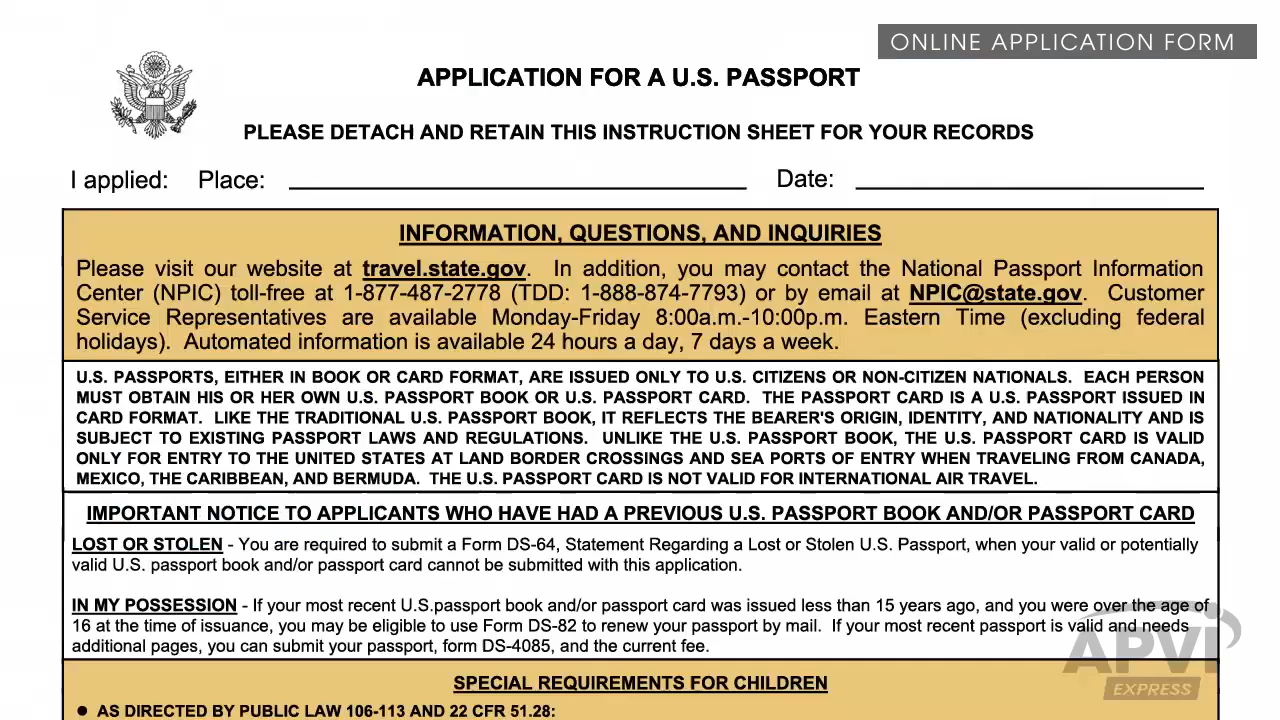 ONLINE APPLICATION FORM
APPLICATION FOR A U.S. PASSPORT
PLEASE DETACH AND RETAIN THIS INSTRUCTION SHEET FOR YOUR RECORDS
I applied: Place: Date:
INFORMATION, QUESTIONS, AND INQUIRIES
Please visit our website at travel.state.gov. In addition, you may contact the National Passport Information
Center (NPIC) toll-free at 1-877-487-2778 (TDD: 1-888-874-7793) or by email at NPIC@state.gov. Customer
Service Representatives are available Monday-Friday 8:00a.m.-10:00p.m. Eastern Time (excluding federal
holidays). Automated information is available 24 hours a day, 7 days a week.
U.S. PASSPORTS, EITHER IN BOOK OR CARD FORMAT, ARE ISSUED ONLY TO U.S. CITIZENS OR NON-CITIZEN NATIONALS. EACH PERSON
MUST OBTAIN HIS OR HER OWN U.S. PASSPORT BOOK OR U.S. PASSPORT CARD. THE PASSPORT CARD IS A U.S. PASSPORT ISSUED IN
CARD FORMAT. LIKE THE TRADITIONAL U.S. PASSPORT BOOK, IT REFLECTS THE BEARER'S ORIGIN, IDENTITY, AND NATIONALITY AND IS
SUBJECT TO EXISTING PASSPORT LAWS AND REGULATIONS. UNLIKE THE U.S. PASSPORT BOOK, THE U.S. PASSPORT CARD IS VALID
ONLY FOR ENTRY TO THE UNITED STATES AT LAND BORDER CROSSINGS AND SEA PORTS OF ENTRY WHEN TRAVELING FROM CANADA,
MEXICO, THE CARIBBEAN, AND BERMUDA. THE U.S. PASSPORT CARD IS NOT VALID FOR INTERNATIONAL AIR TRAVEL.
IMPORTANT NOTICE TO APPLICANTS WHO HAVE HAD A PREVIOUS U.S. PASSPORT BOOK AND/OR PASSPORT CARD
LOST OR STOLEN - You are required to submit a Form DS-64, Statement Regarding a Lost or Stolen U.S. Passport, when your valid or potentially
valid U.S. passport book and/or passport card cannot be submitted with this application.
IN MY POSSESSION - If your most recent U.S.passport book and/or passport card was issued less than 15 years ago, and you were over the age of
16 at the time of issuance, you may be eligible to use Form DS-82 to renew your passport by mail. If your most recent passport is valid and needs
additional pages, you can submit your passport, form DS-4085, and the current fee.
APVi
EXPRESS
SPECIAL REQUIREMENTS FOR CHILDREN
● AS DIRECTED BY PUBLIC LAW 106-113 AND 22 CFR 51.28: